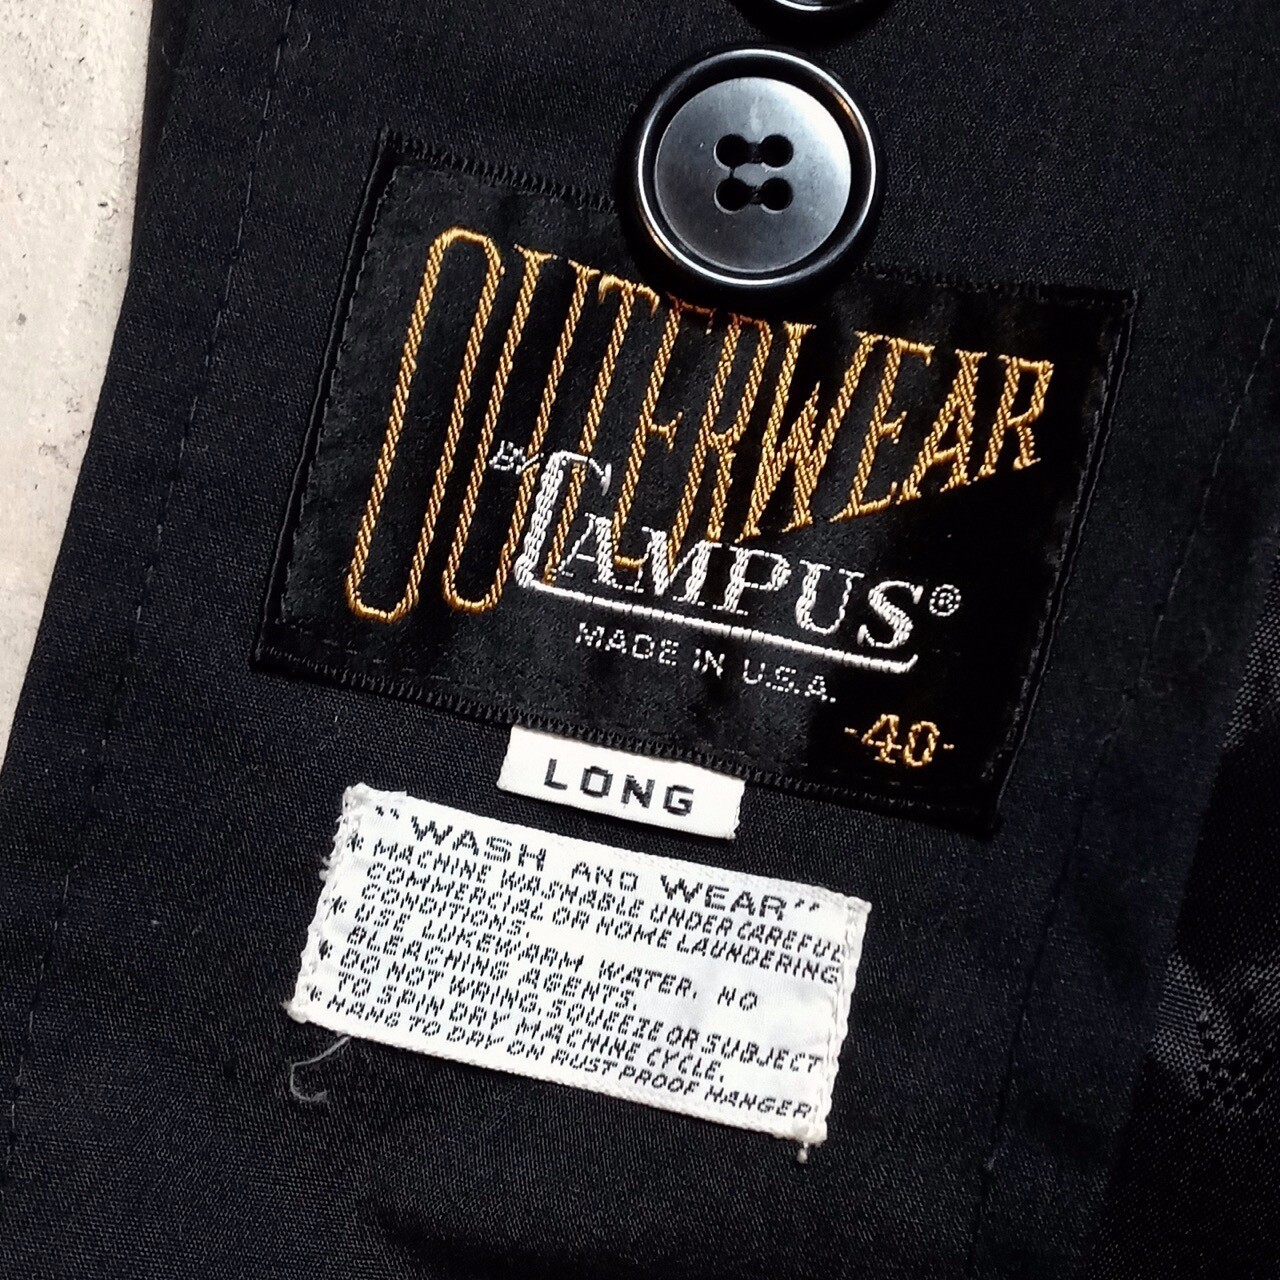 OUTERWEAR
BY CAMPUS®
MADE IN U.S.A.
-40-
LONG
"WASH AND WEAR"
* MACHINE WASHABLE UNDER CAREFUL
COMMERCIAL OR HOME LAUNDERING
CONDITIONS.
* USE LUKEWARM WATER. NO
BLEACHING AGENTS.
* DO NOT WRING, SQUEEZE OR SUBJECT
TO SPIN DRY MACHINE CYCLE.
* HANG TO DRY ON RUST PROOF HANGER